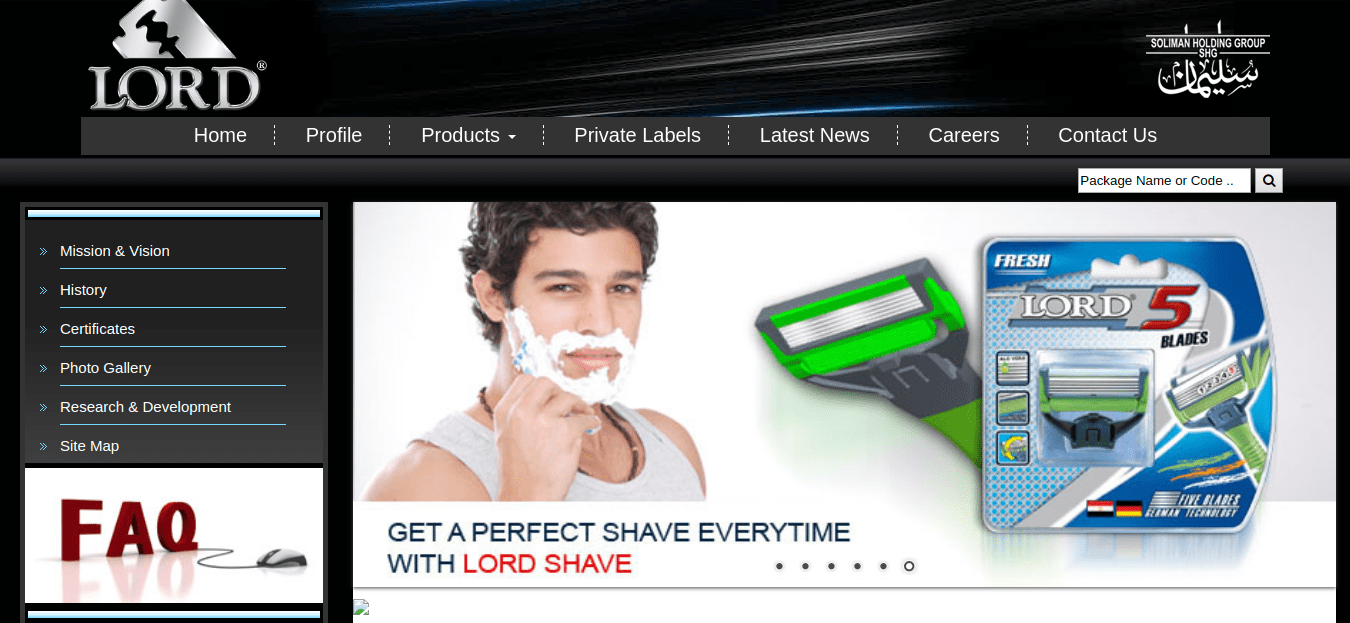 LORD®
SOLIMAN HOLDING GROUP
SHG
سليمان
Home
Profile
Products
Private Labels
Latest News
Careers
Contact Us
Package Name or Code ..
Mission & Vision
History
Certificates
Photo Gallery
Research & Development
Site Map
FAQ
FRESH
LORD® 5
BLADES
ALOE VERA
FIVE BLADES
GERMAN TECHNOLOGY
GET A PERFECT SHAVE EVERYTIME
WITH LORD SHAVE